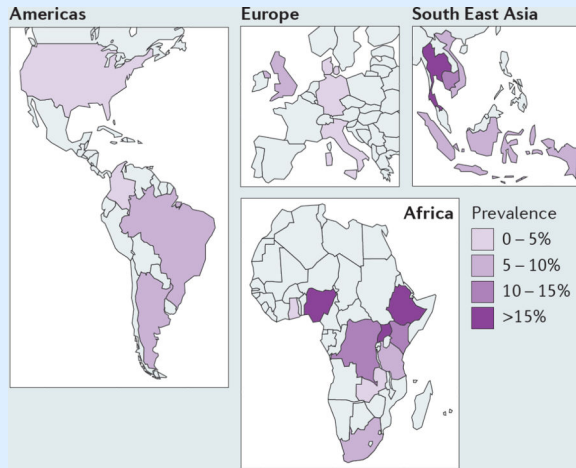 Americas
Europe
South East Asia
Africa
Prevalence
0 – 5%
5 – 10%
10 – 15%
>15%